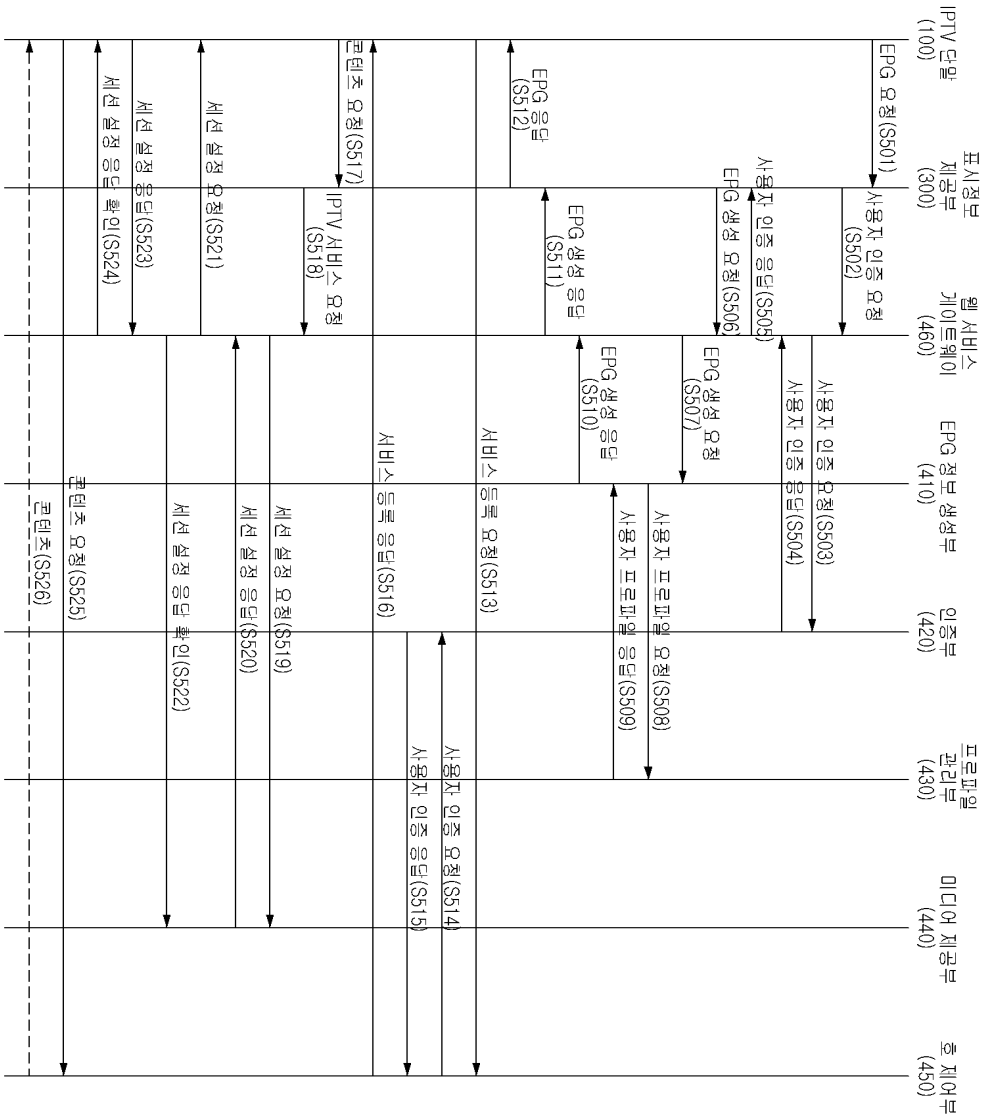 IPTV 단말
(100)
표시정보
제공부
(300)
웹 서비스
게이트웨이
(460)
EPG 정보 생성부
(410)
인증부
(420)
프로파일
관리부
(430)
미디어 제공부
(440)
호 제어부
(450)
EPG 요청(S501)
사용자 인증 요청
(S502)
사용자 인증 요청(S503)
사용자 인증 응답(S504)
사용자 인증 응답(S505)
EPG 생성 요청(S506)
EPG 생성 요청
(S507)
사용자 프로파일 요청(S508)
사용자 프로파일 응답(S509)
EPG 생성 응답
(S510)
EPG 생성 응답
(S511)
EPG 응답
(S512)
서비스 등록 요청(S513)
사용자 인증 요청(S514)
사용자 인증 응답(S515)
서비스 등록 응답(S516)
콘텐츠 요청(S517)
IPTV 서비스 요청
(S518)
세션 설정 요청(S519)
세션 설정 응답(S520)
세션 설정 요청(S521)
세션 설정 응답 확인(S522)
세션 설정 응답(S523)
세션 설정 응답 확인(S524)
콘텐츠 요청(S525)
콘텐츠(S526)